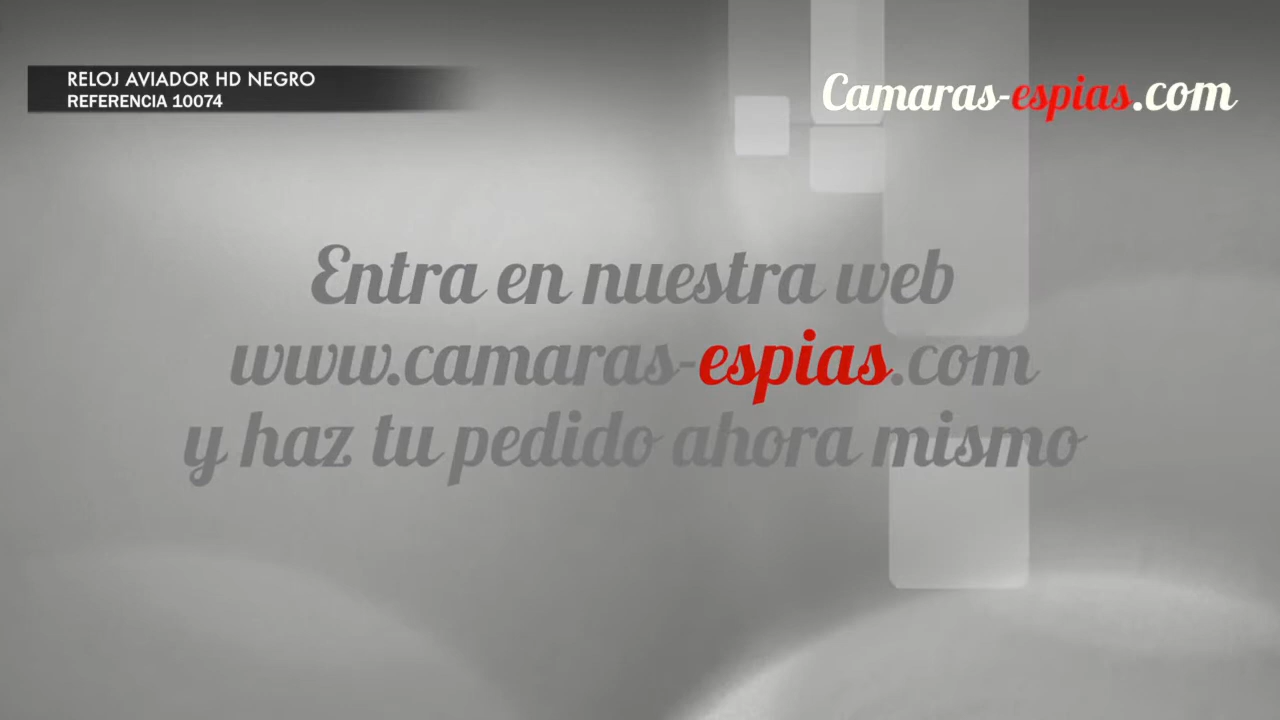 RELOJ AVIADOR HD NEGRO
REFERENCIA 10074
Camaras-espias.com
Entra en nuestra web
www.camaras-espias.com
y haz tu pedido ahora mismo